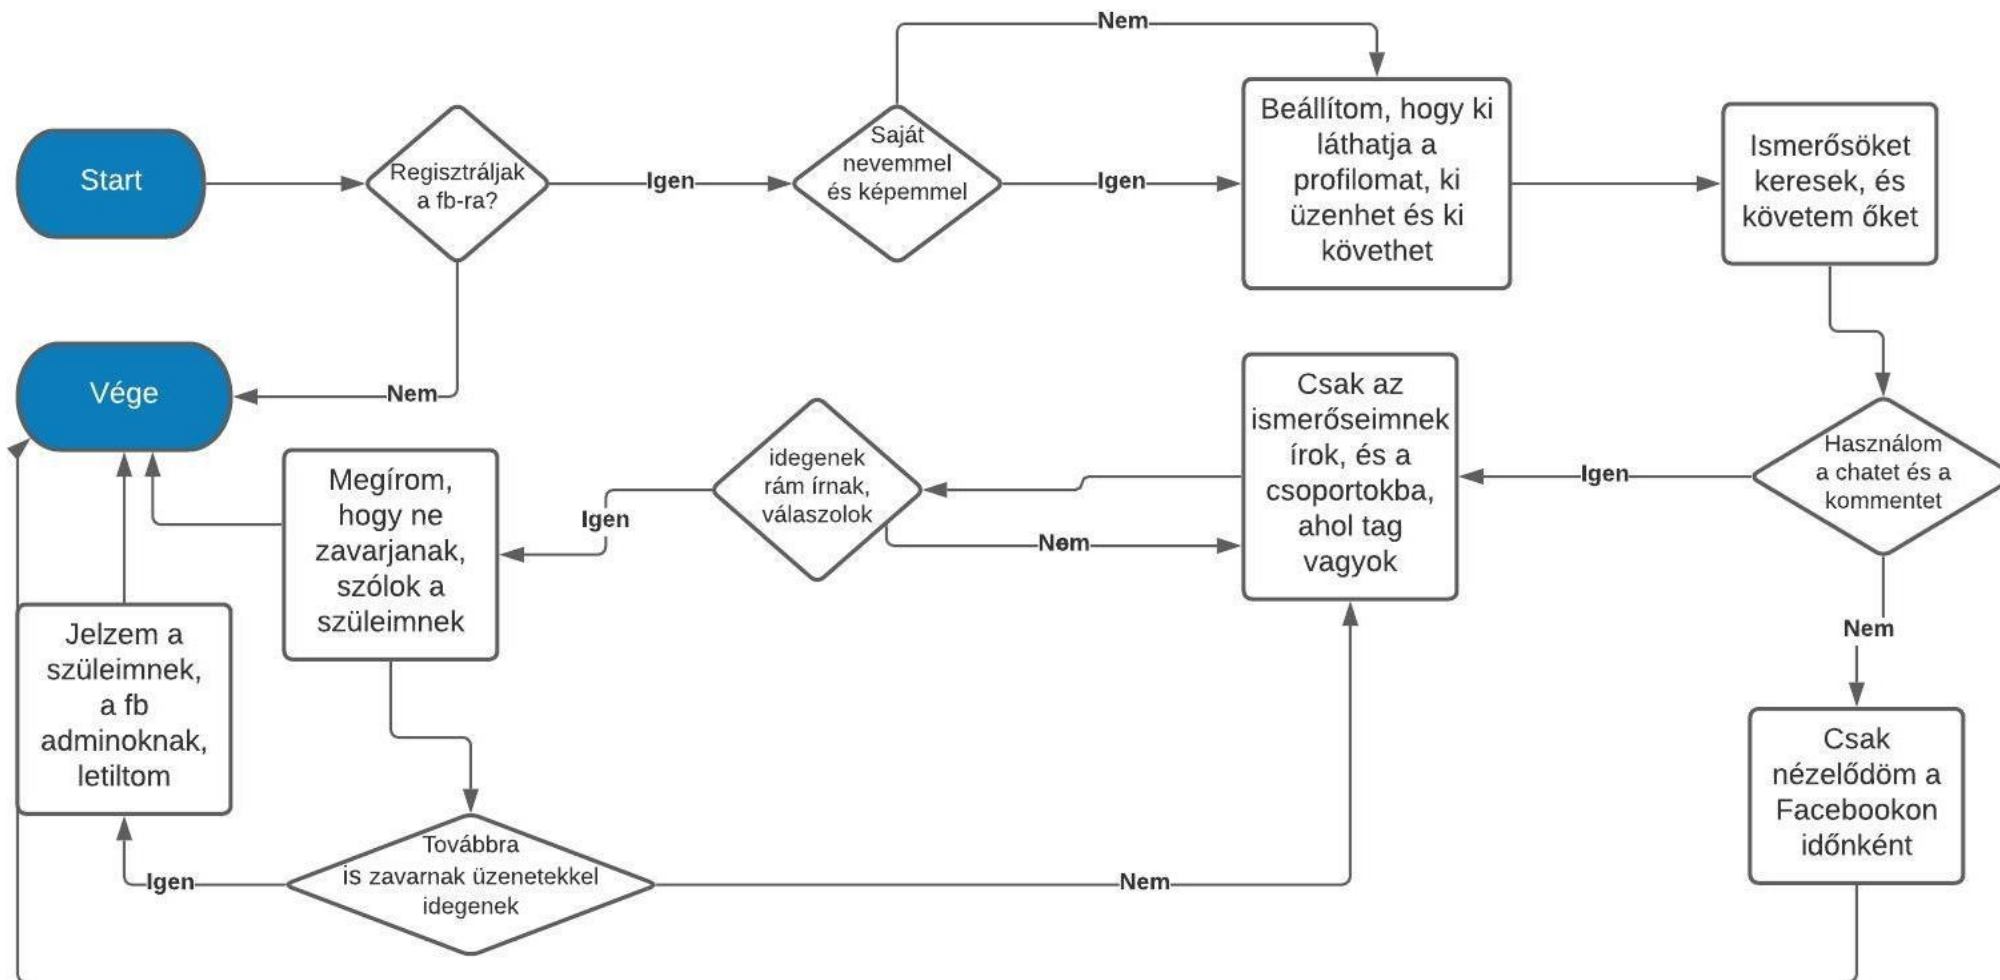 Nem
Start
Regisztráljak
a fb-ra?
Igen
Saját
nevemmel
és képemmel
Igen
Beállítom, hogy ki
láthatja a
profilomat, ki
üzenhet és ki
követhet
Ismerősöket
keresek, és
követem őket
Vége
Nem
Megírom,
hogy ne
zavarjanak,
szólok a
szüleimnek
Igen
idegenek
rám írnak,
válaszolok
Nem
Csak az
ismerőseimnek
írok, és a
csoportokba,
ahol tag
vagyok
Igen
Használom
a chatet és a
kommentet
Nem
Jelzem a
szüleimnek,
a fb
adminoknak,
letiltom
Csak
nézelődöm a
Facebookon
időnként
Igen
Továbbra
is zavarnak üzenetekkel
idegenek
Nem